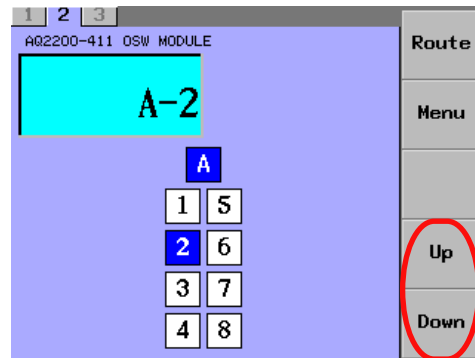 1 2 3
AQ2200-411 OSW MODULE
Route
A-2
Menu
A
1 5
2 6
Up
3 7
4 8
Down